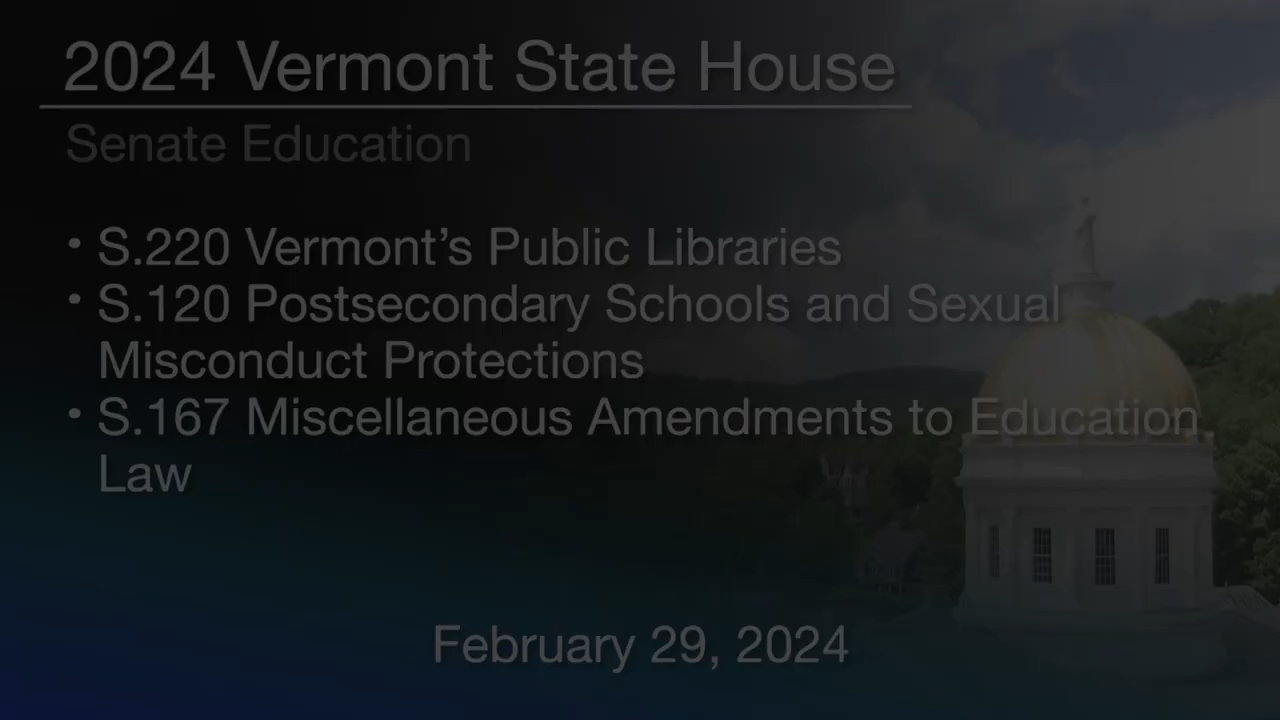 2024 Vermont State House
Senate Education
• S.220 Vermont’s Public Libraries
• S.120 Postsecondary Schools and Sexual
Misconduct Protections
• S.167 Miscellaneous Amendments to Education
Law
February 29, 2024